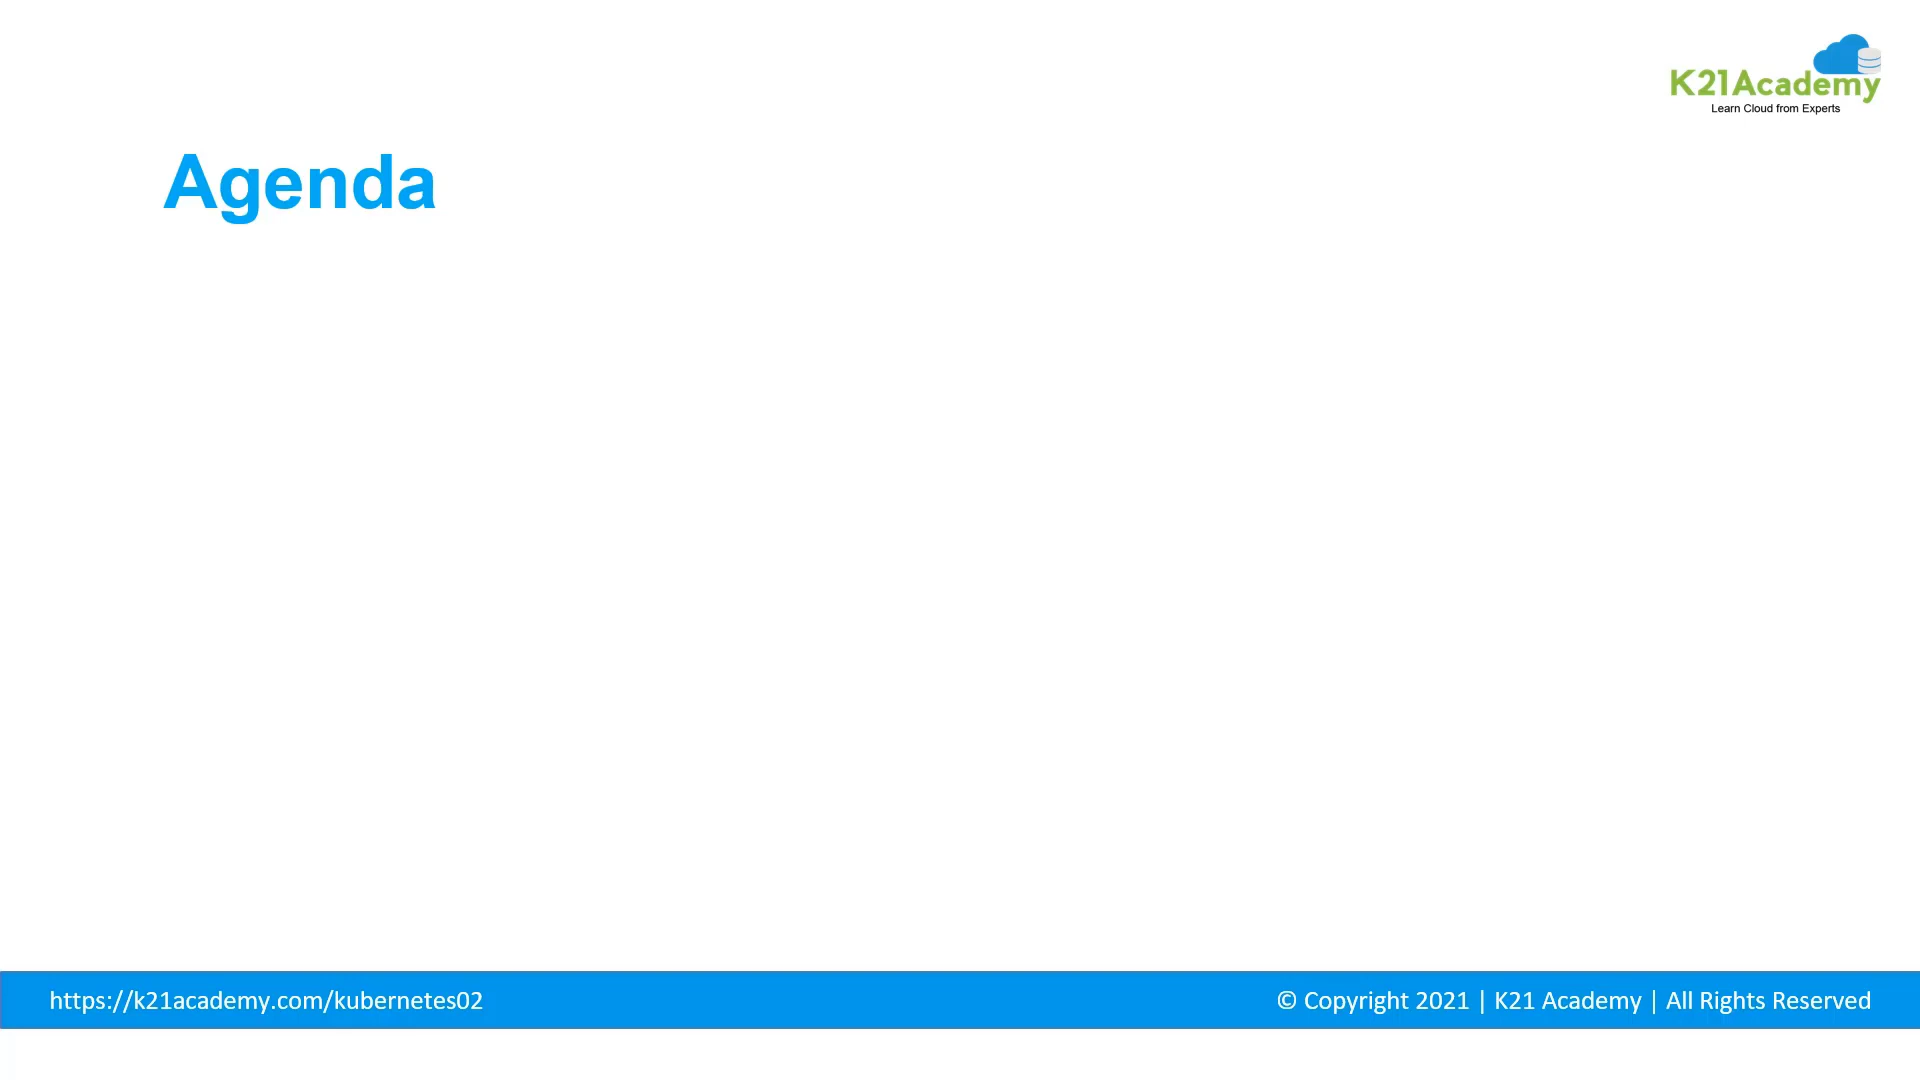 K21Academy
Learn Cloud from Experts
Agenda
https://k21academy.com/kubernetes02
© Copyright 2021 | K21 Academy | All Rights Reserved